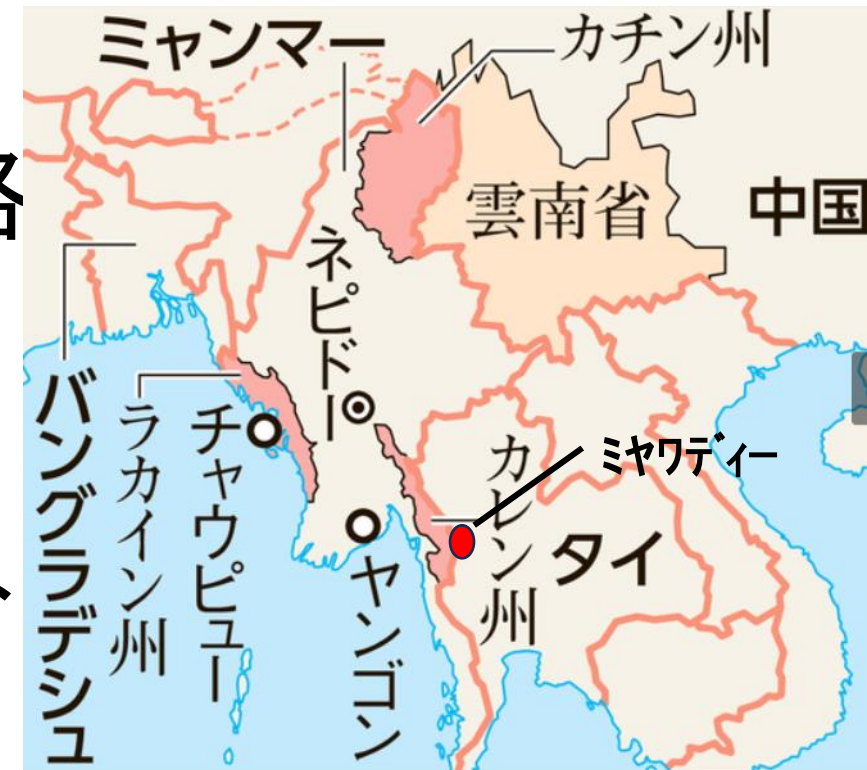 ミャンマー
カチン州
雲南省
中国
ネピドー
バングラデシュ
ラカイン州
チャウピュー
ヤンゴン
カレン州
ミヤワディー
タイ